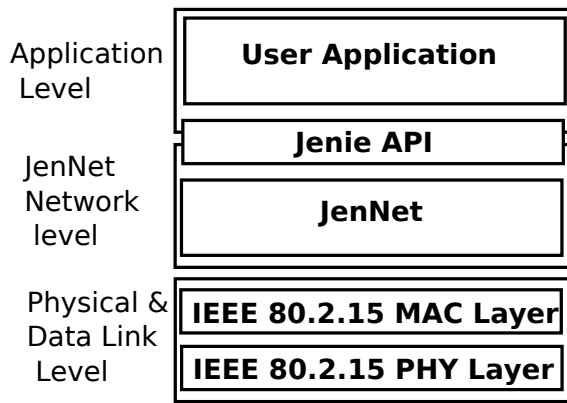 Application
Level
User Application
Jenie API
JenNet
Network
level
JenNet
Physical &
Data Link
Level
IEEE 80.2.15 MAC Layer
IEEE 80.2.15 PHY Layer